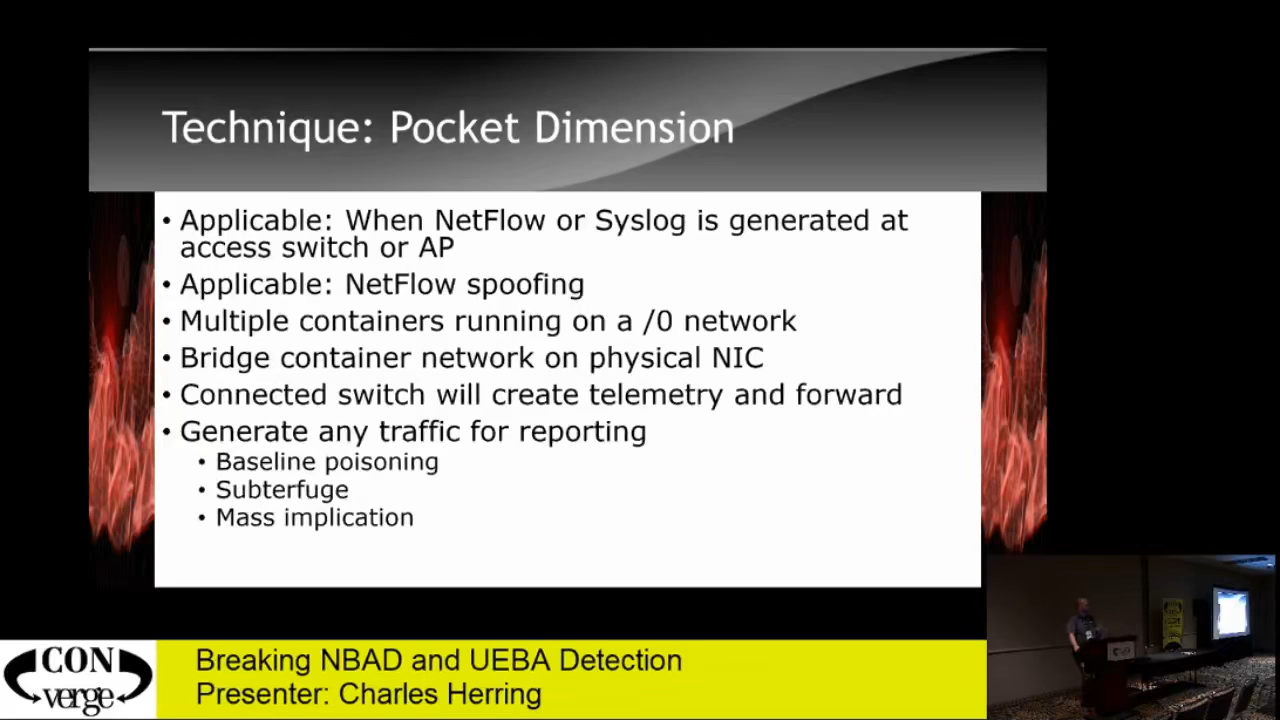 Technique: Pocket Dimension
• Applicable: When NetFlow or Syslog is generated at
access switch or AP
• Applicable: NetFlow spoofing
• Multiple containers running on a /0 network
• Bridge container network on physical NIC
• Connected switch will create telemetry and forward
• Generate any traffic for reporting
• Baseline poisoning
• Subterfuge
• Mass implication
CON
verge
Breaking NBAD and UEBA Detection
Presenter: Charles Herring